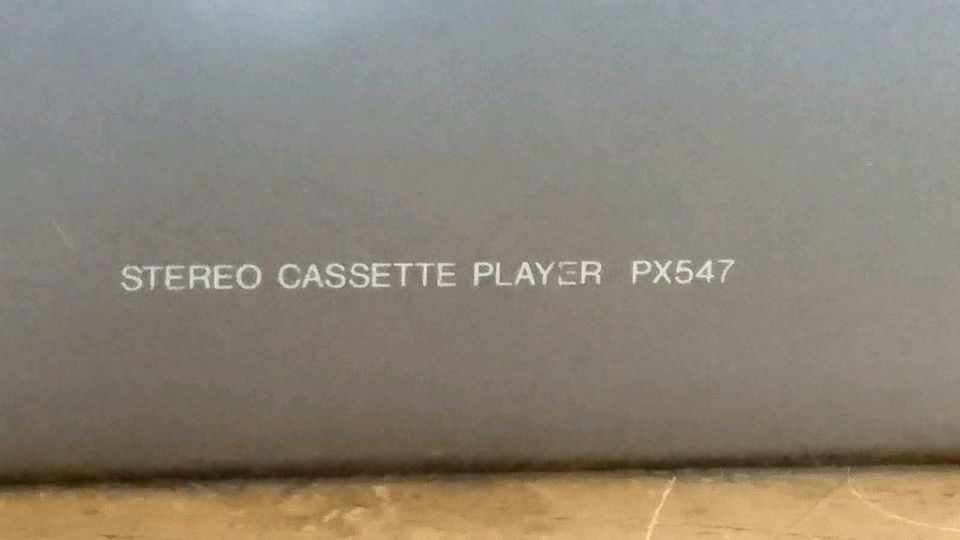 STEREO CASSETTE PLAYER PX547